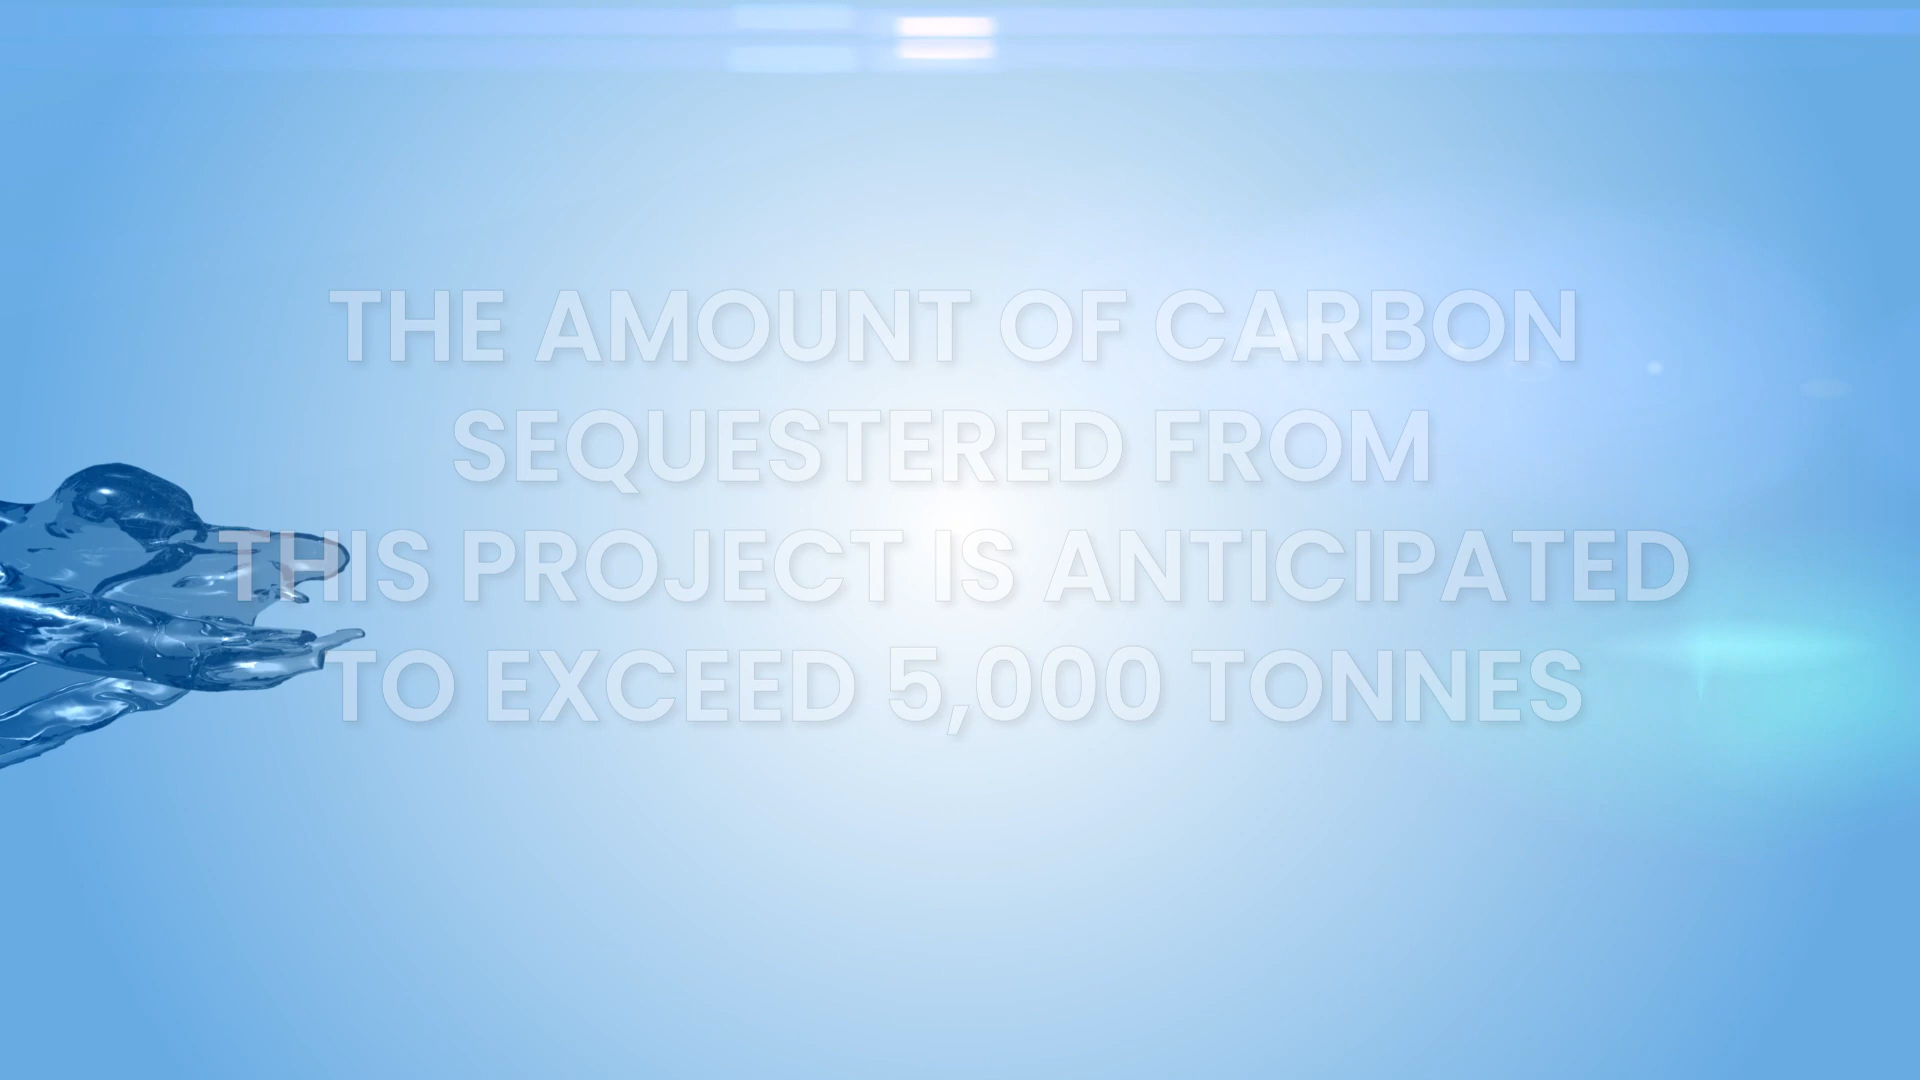 THE AMOUNT OF CARBON
SEQUESTERED FROM
THIS PROJECT IS ANTICIPATED
TO EXCEED 5,000 TONNES